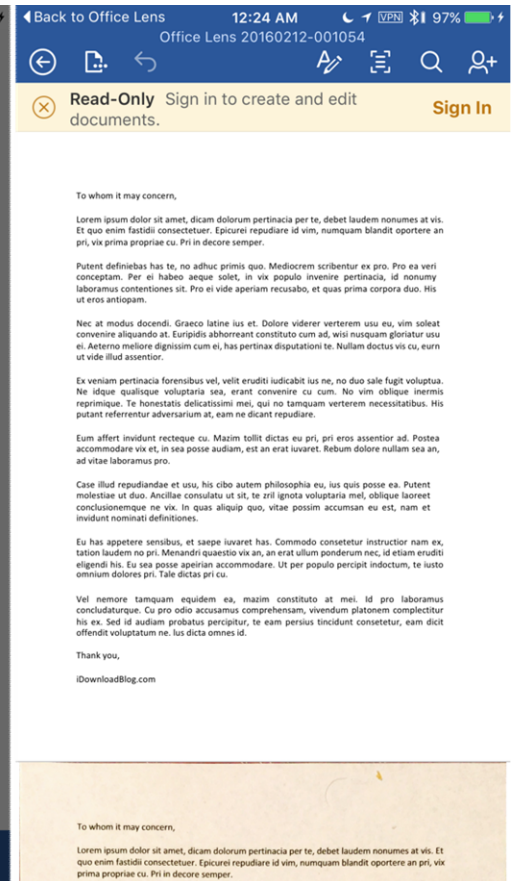 Back to Office Lens 12:24 AM VPN 97%
Office Lens 20160212-001054
Read-Only Sign in to create and edit
documents.
Sign In
To whom it may concern,
Lorem ipsum dolor sit amet, dicam dolorum pertinacia per te, debet laudem nonumes at vis.
Et quo enim fastidii consectetuer. Epicurei repudiare id vim, numquam blandit oportere an
pri, vix prima propriae cu. Pri in decore semper.
Putent definiebas has te, no adhuc primis quo. Mediocrem scribentur ex pro. Pro ea veri
conceptam. Per ei habeo aeque solet, in vix populo invenire pertinacia, id nonumy
laboramus contentiones sit. Pro ei vide aperiam recusabo, et quas prima corpora duo. His
ut eros antiopam.
Nec at modus docendi. Graeco latine ius et. Dolore viderer verterem usu eu, vim soleat
convenire aliquando at. Euripidis abhorreant constituto cum ad, wisi nusquam gloriatur usu
ei. Aeterno meliore dignissim cum ei, has pertinax disputationi te. Nullam doctus vis cu, eurn
ut vide illud assentior.
Ex veniam pertinacia forensibus vel, velit eruditi iudicabit ius ne, no duo sale fugit voluptua.
Ne idque qualisque voluptaria sea, erant convenire cu cum. No vim oblique inermis
reprimique. Te honestatis delicatissimi mei, qui no tamquam verterem necessitatibus. His
putant referrentur adversarium at, eam ne dicant repudiare.
Eum affert invidunt recteque cu. Mazim tollit dictas eu pri, pri eros assentior ad. Postea
accommodare vix et, in sea posse audiam, est an erat iuvaret. Rebum dolore nullam sea an,
ad vitae laboramus pro.
Case illud repudiandae et usu, his cibo autem philosophia eu, ius quis posse ea. Putent
molestiae ut duo. Ancillae consulatu ut sit, te zril ignota voluptaria mel, oblique laoreet
conclusionemque ne vix. In quas aliquip quo, vitae possim accumsan eu est, nam et
invidunt nominati definitiones.
Eu has appetere sensibus, et saepe iuvaret has. Commodo consetetur instructior nam ex,
tation laudem no pri. Menandri quaestio vix an, an erat ullum ponderum nec, id etiam eruditi
eligendi his. Eu sea posse apeirian accommodare. Ut per populo percipit indoctum, te iusto
omnium dolores pri. Tale dictas pri cu.
Vel nemore tamquam equidem ea, mazim constituto at mei. Id pro laboramus
concludaturque. Cu pro odio accusamus comprehensam, vivendum platonem complectitur
his ex. Sed id audiam probatus percipitur, te eam persius tincidunt consetetur, eam dicit
offendit voluptatum ne. Ius dicta omnes id.
Thank you,
iDownloadBlog.com
To whom it may concern,
Lorem ipsum dolor sit amet, dicam dolorum pertinacia per te, debet laudem nonumes at vis. Et
quo enim fastidii consectetuer. Epicurei repudiare id vim, numquam blandit oportere an pri, vix
prima propriae cu. Pri in decore semper.